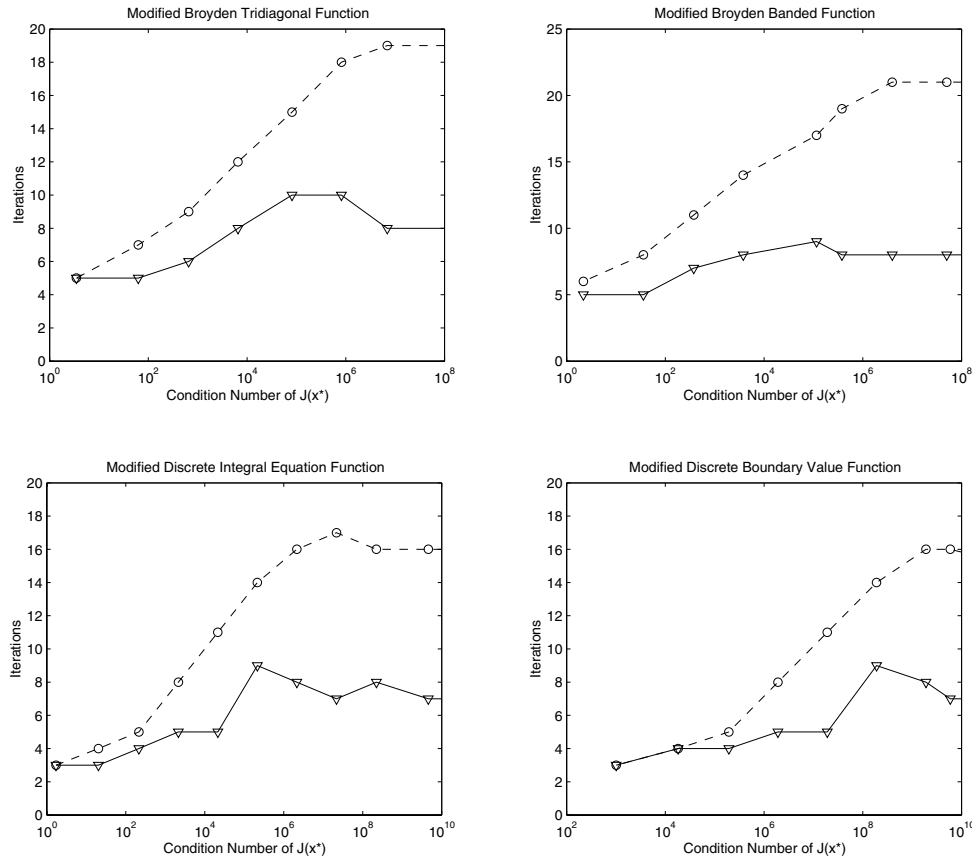 Modified Broyden Tridiagonal Function
20
18
16
14
12
10
8
6
4
2
0
Iterations
10^0 10^2 10^4 10^6 10^8
Condition Number of J(x*)
Modified Broyden Banded Function
25
20
15
10
5
0
Iterations
10^0 10^2 10^4 10^6 10^8
Condition Number of J(x*)
Modified Discrete Integral Equation Function
20
18
16
14
12
10
8
6
4
2
0
Iterations
10^0 10^2 10^4 10^6 10^8 10^10
Condition Number of J(x*)
Modified Discrete Boundary Value Function
20
18
16
14
12
10
8
6
4
2
0
Iterations
10^2 10^4 10^6 10^8 10^10
Condition Number of J(x*)